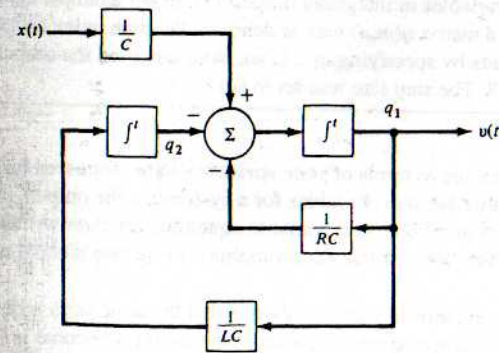 x(t)
1/C
+
∫ᵗ
−
q₂
Σ
∫ᵗ
q₁
υ(t
−
1/RC
1/LC